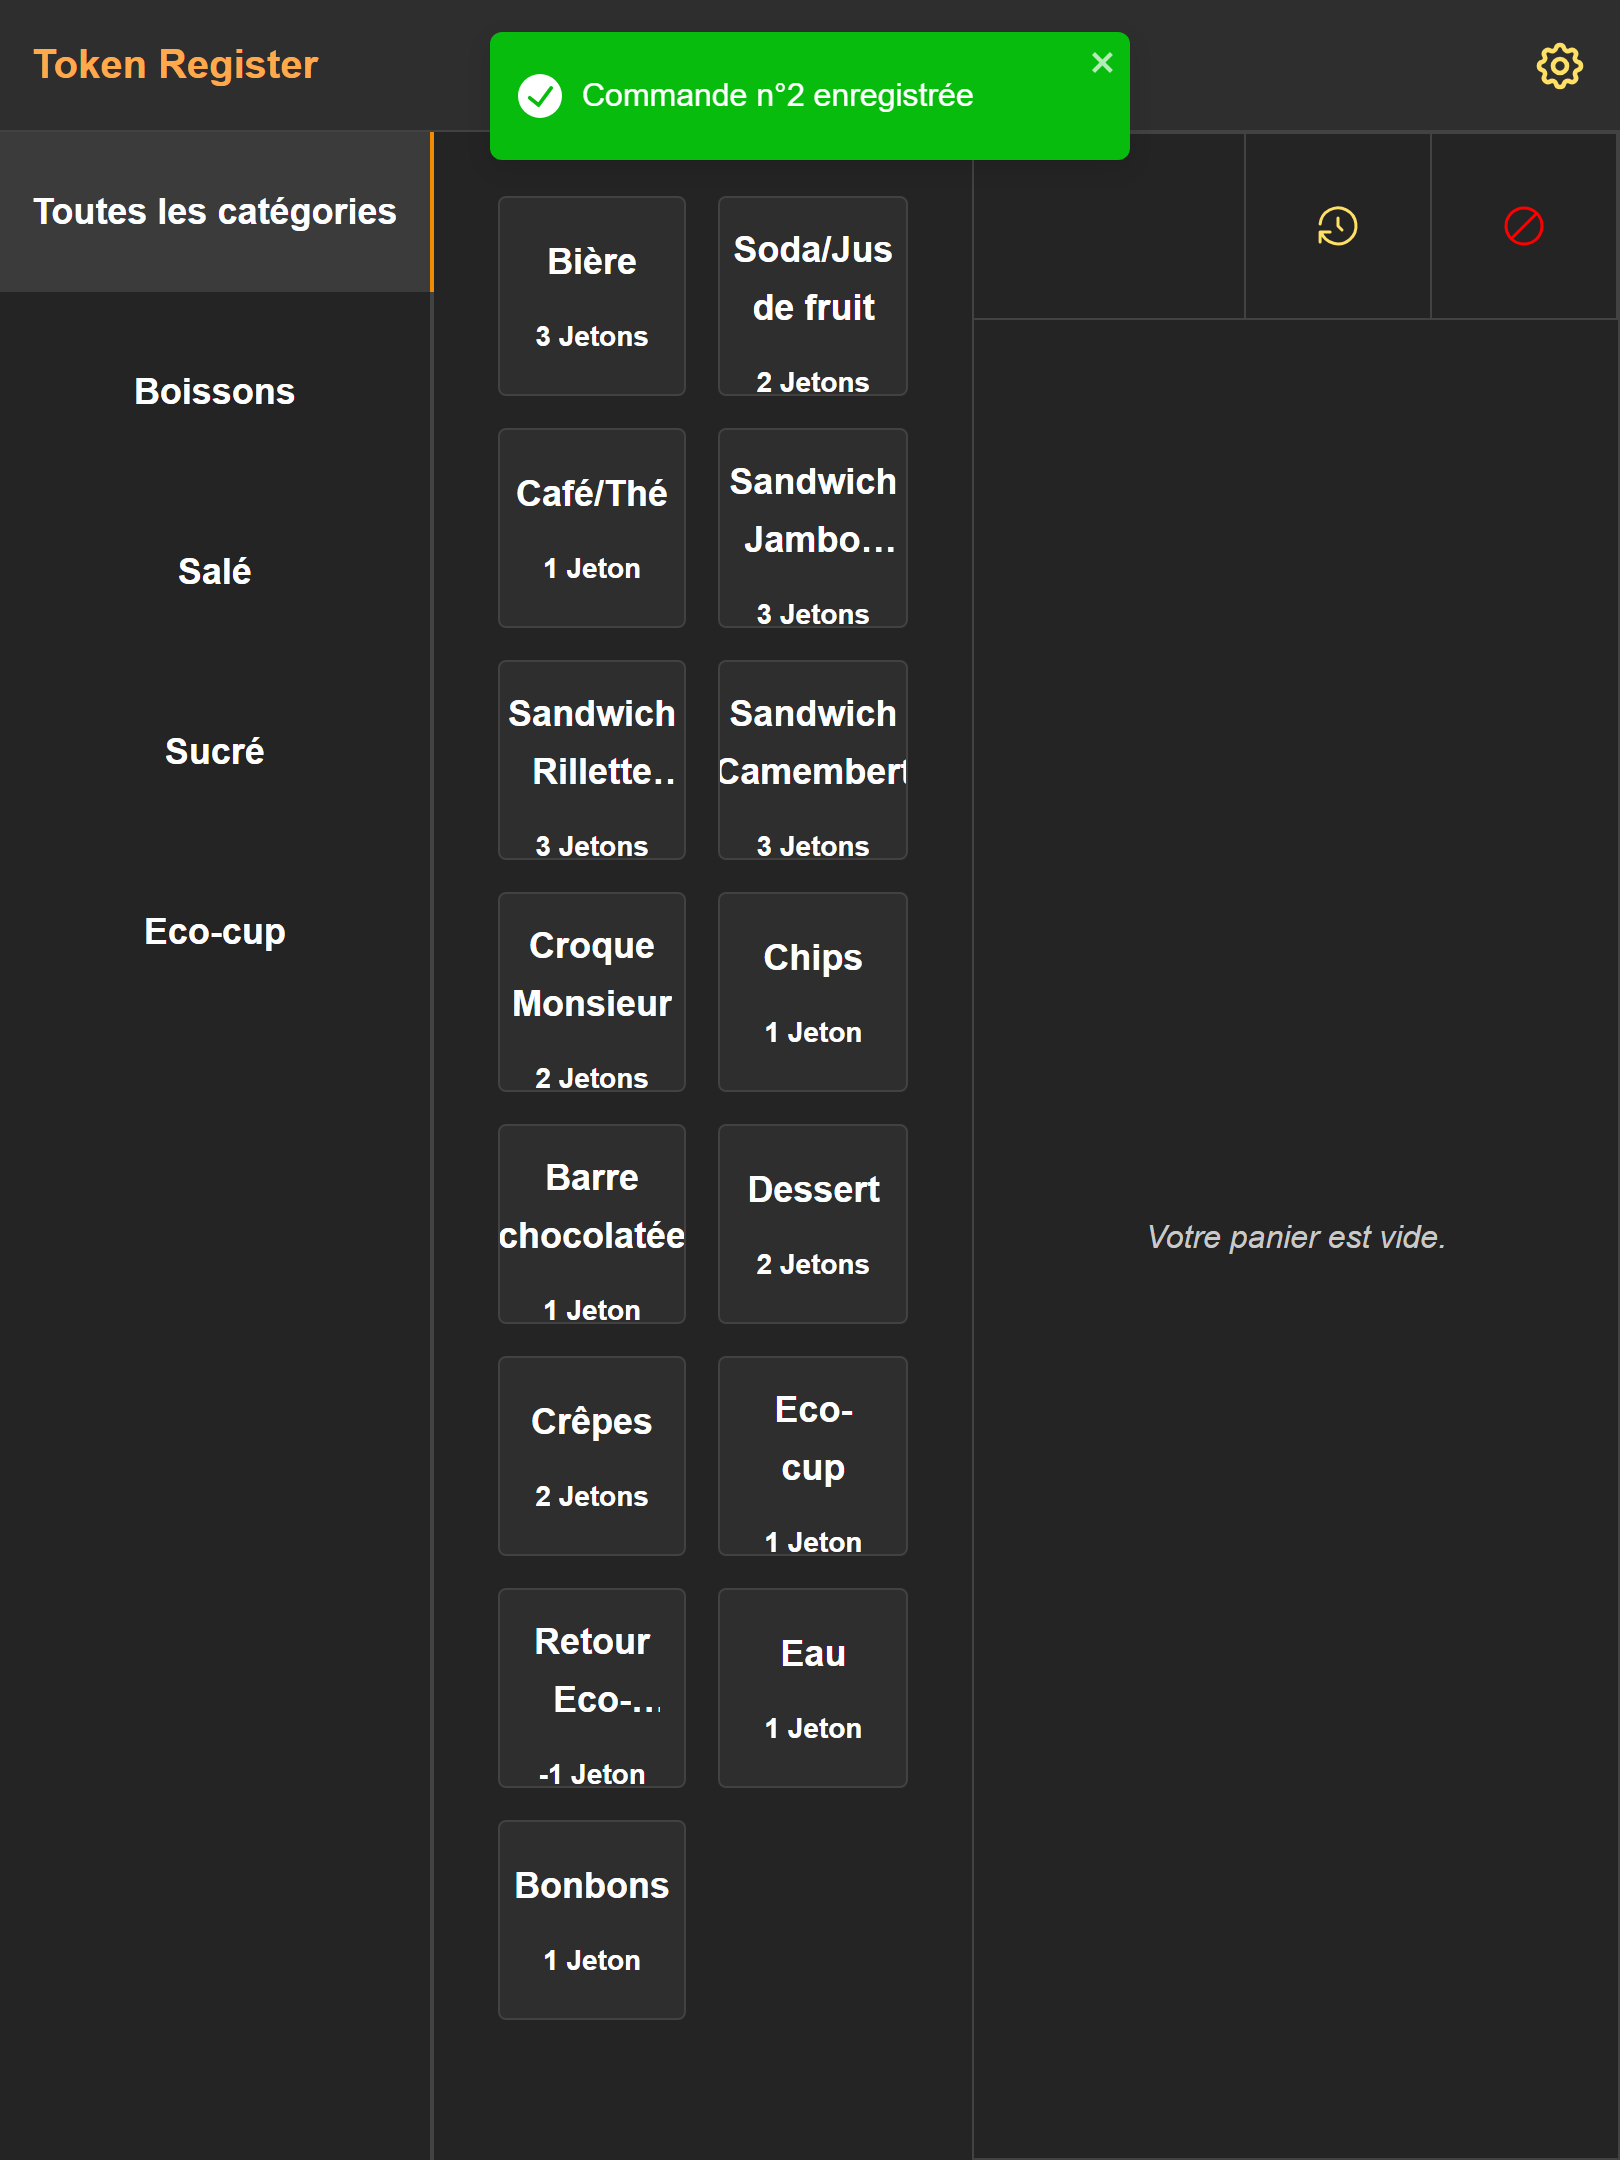 Token Register
Commande n°2 enregistrée
Toutes les catégories
Boissons
Salé
Sucré
Eco-cup
Bière
3 Jetons
Soda/Jus
de fruit
2 Jetons
Café/Thé
1 Jeton
Sandwich
Jambo…
3 Jetons
Sandwich
Rillette..
3 Jetons
Sandwich
Camembert
3 Jetons
Croque
Monsieur
2 Jetons
Chips
1 Jeton
Barre
chocolatée
1 Jeton
Dessert
2 Jetons
Crêpes
2 Jetons
Eco-
cup
1 Jeton
Retour
Eco-…
-1 Jeton
Eau
1 Jeton
Bonbons
1 Jeton
Votre panier est vide.